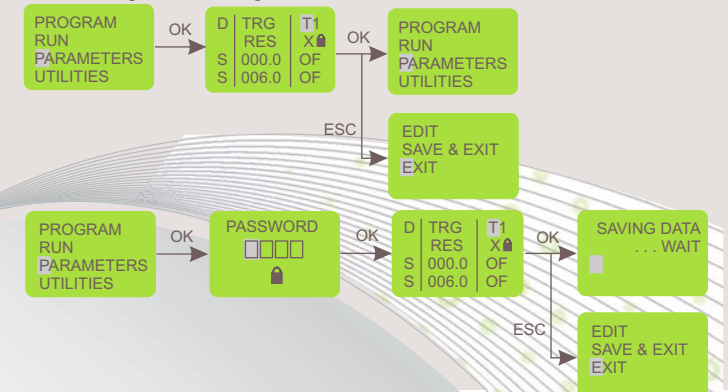 PROGRAM
RUN
PARAMETERS
UTILITIES
OK
D TRG T1
RES X
S 000.0 OF
S 006.0 OF
OK
PROGRAM
RUN
PARAMETERS
UTILITIES
ESC
EDIT
SAVE & EXIT
EXIT
PROGRAM
RUN
PARAMETERS
UTILITIES
OK
PASSWORD
OK
D TRG T1
RES X
S 000.0 OF
S 006.0 OF
OK
SAVING DATA
. . . WAIT
ESC
EDIT
SAVE & EXIT
EXIT